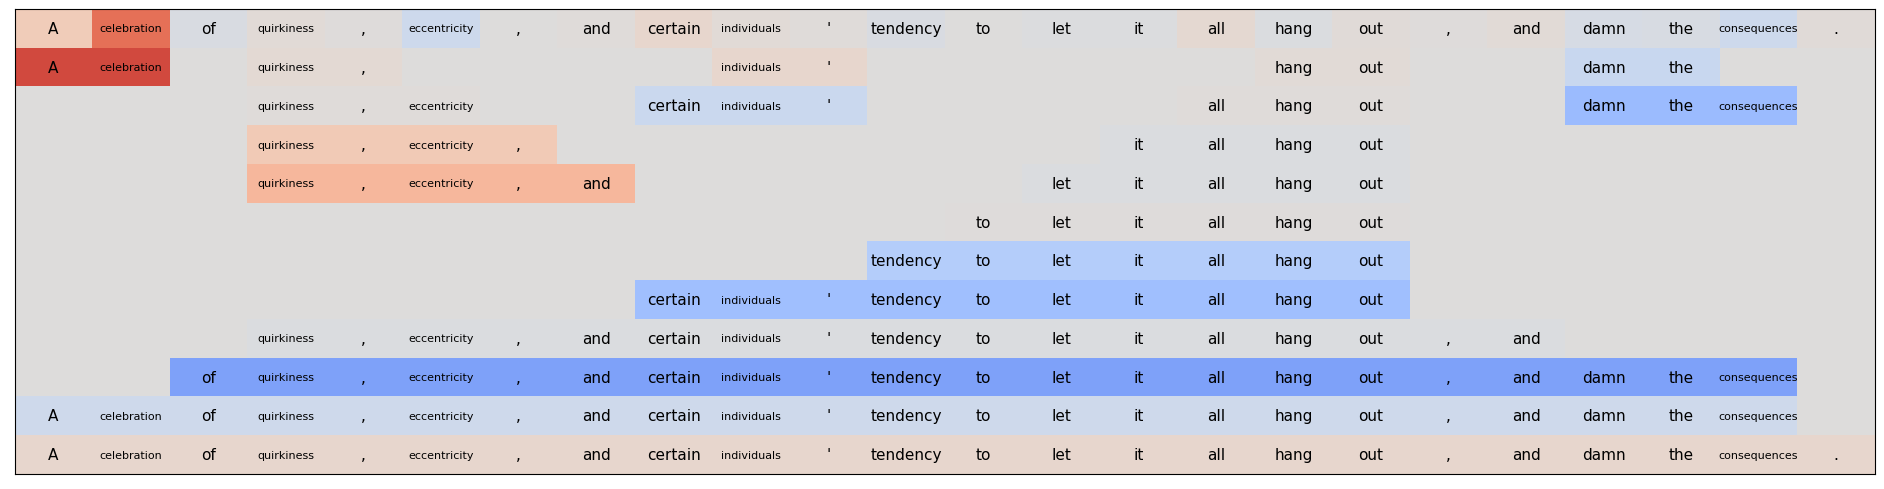 A celebration of quirkiness , eccentricity , and certain individuals ' tendency to let it all hang out , and damn the consequences .
A celebration quirkiness , individuals ' hang out damn the
quirkiness , eccentricity certain individuals ' all hang out damn the consequences
quirkiness , eccentricity , it all hang out
quirkiness , eccentricity , and let it all hang out
to let it all hang out
tendency to let it all hang out
certain individuals ' tendency to let it all hang out
quirkiness , eccentricity , and certain individuals ' tendency to let it all hang out , and
of quirkiness , eccentricity , and certain individuals ' tendency to let it all hang out , and damn the consequences
A celebration of quirkiness , eccentricity , and certain individuals ' tendency to let it all hang out , and damn the consequences
A celebration of quirkiness , eccentricity , and certain individuals ' tendency to let it all hang out , and damn the consequences .